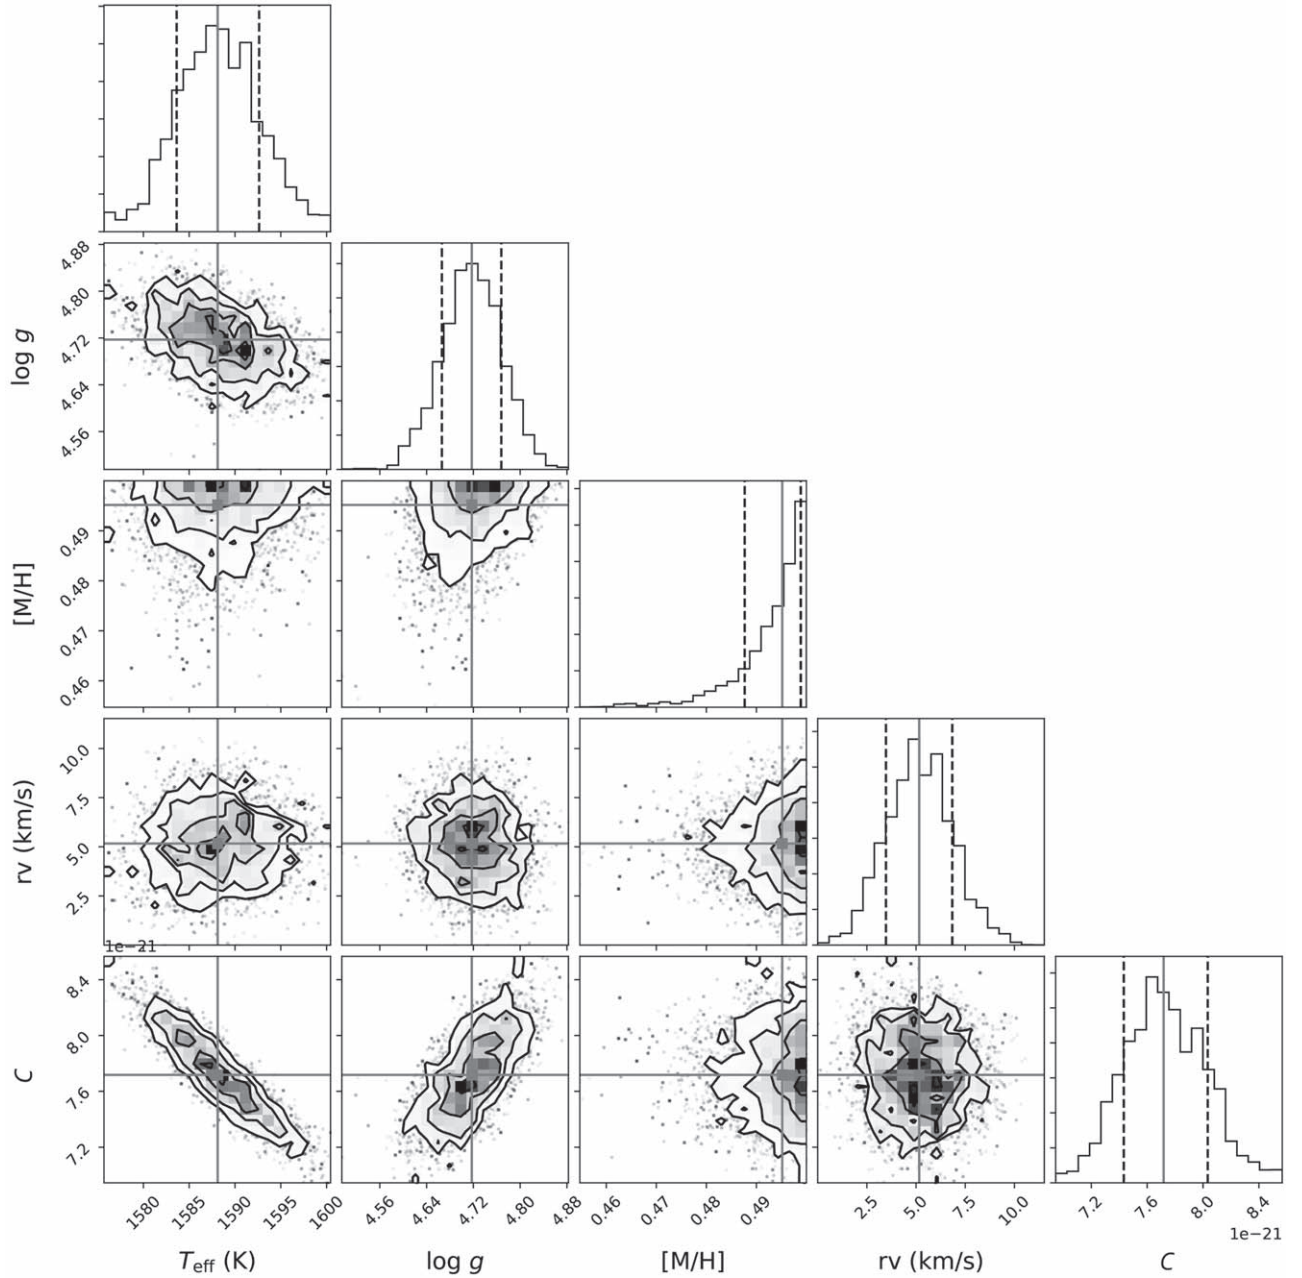 4.88
4.80
4.72
4.64
4.56
log g
0.49
0.48
0.47
0.46
[M/H]
10.0
7.5
5.0
2.5
rv (km/s)
1e−21
8.4
8.0
7.6
7.2
C
1580 1585 1590 1595 1600
4.56 4.64 4.72 4.80 4.88
0.46 0.47 0.48 0.49
2.5 5.0 7.5 10.0
7.2 7.6 8.0 8.4
1e−21
Teff (K) log g [M/H] rv (km/s) C